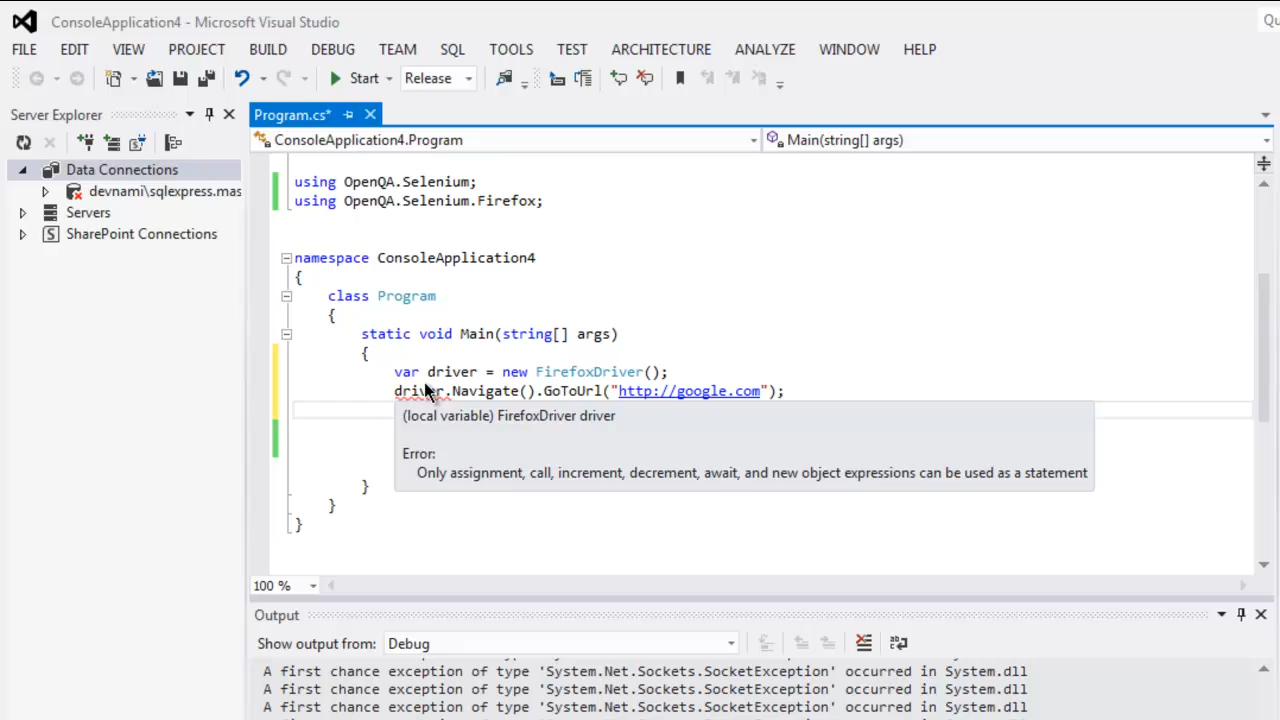 ConsoleApplication4 - Microsoft Visual Studio
Qu
FILE EDIT VIEW PROJECT BUILD DEBUG TEAM SQL TOOLS TEST ARCHITECTURE ANALYZE WINDOW HELP
Start Release
Server Explorer
Program.cs*
ConsoleApplication4.Program
Main(string[] args)
Data Connections
devnami\sqlexpress.mas
Servers
SharePoint Connections
using OpenQA.Selenium;
using OpenQA.Selenium.Firefox;
namespace ConsoleApplication4
{
class Program
{
static void Main(string[] args)
{
var driver = new FirefoxDriver();
driver.Navigate().GoToUrl("http://google.com");
(local variable) FirefoxDriver driver
Error:
Only assignment, call, increment, decrement, await, and new object expressions can be used as a statement
}
}
}
100 %
Output
Show output from: Debug
A first chance exception of type 'System.Net.Sockets.SocketException' occurred in System.dll
A first chance exception of type 'System.Net.Sockets.SocketException' occurred in System.dll
A first chance exception of type 'System.Net.Sockets.SocketException' occurred in System.dll